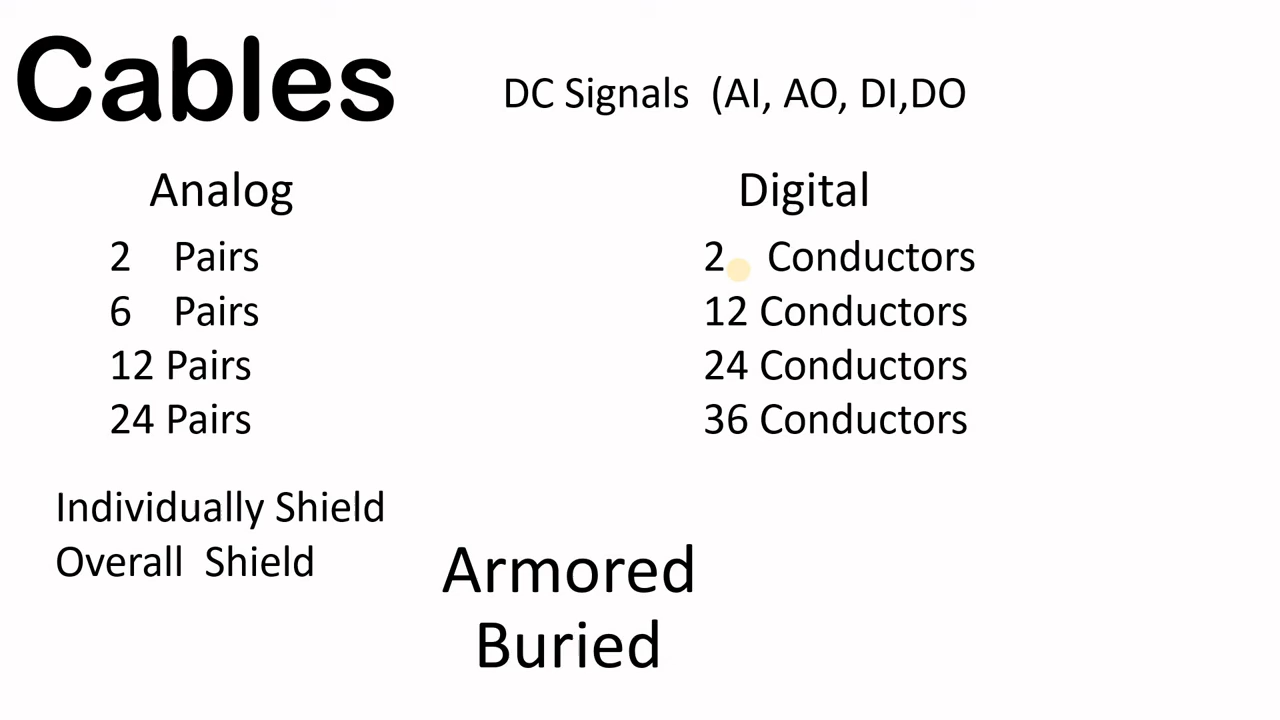 Cables
DC Signals  (AI, AO, DI,DO
Analog
2    Pairs
6    Pairs
12 Pairs
24 Pairs
Digital
2    Conductors
12 Conductors
24 Conductors
36 Conductors
Individually Shield
Overall  Shield
Armored
Buried